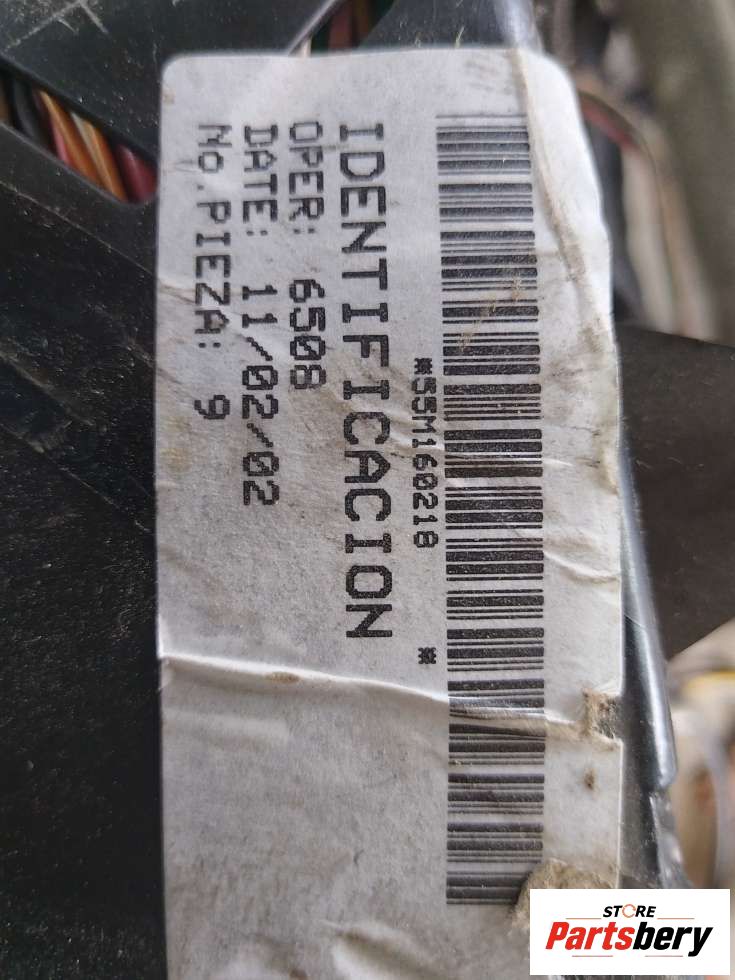 *55M160218 *
IDENTIFICACION
OPER: 6508
DATE: 11/02/02
No.PIEZA: 9
STORE
Partsbery